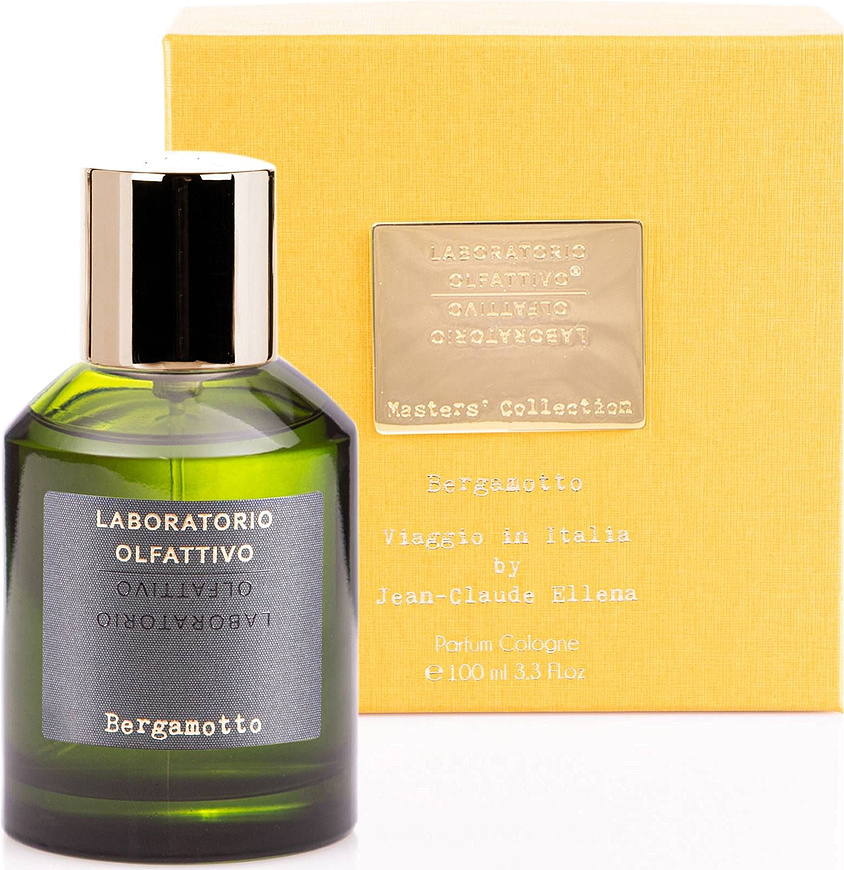 LABORATORIO
OLFATTIVO®
OLFATTIVO
LABORATORIO
Masters' Collection
Bergamotto
Viaggio in Italia
by
Jean-Claude Ellena
Parfum Cologne
℮ 100 ml 3.3 Fl.oz
LABORATORIO
OLFATTIVO
OLFATTIVO
LABORATORIO
Bergamotto